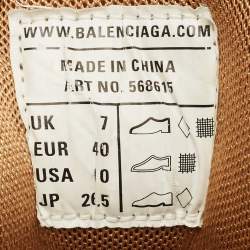 WWW.BALENCIAGA.COM
MADE IN CHINA
ART NO. 568615
UK 7
EUR 40
USA 10
JP 26.5